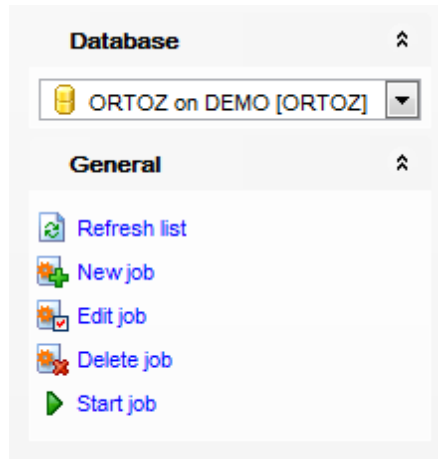 Database
ORTOZ on DEMO [ORTOZ]
General
Refresh list
New job
Edit job
Delete job
Start job